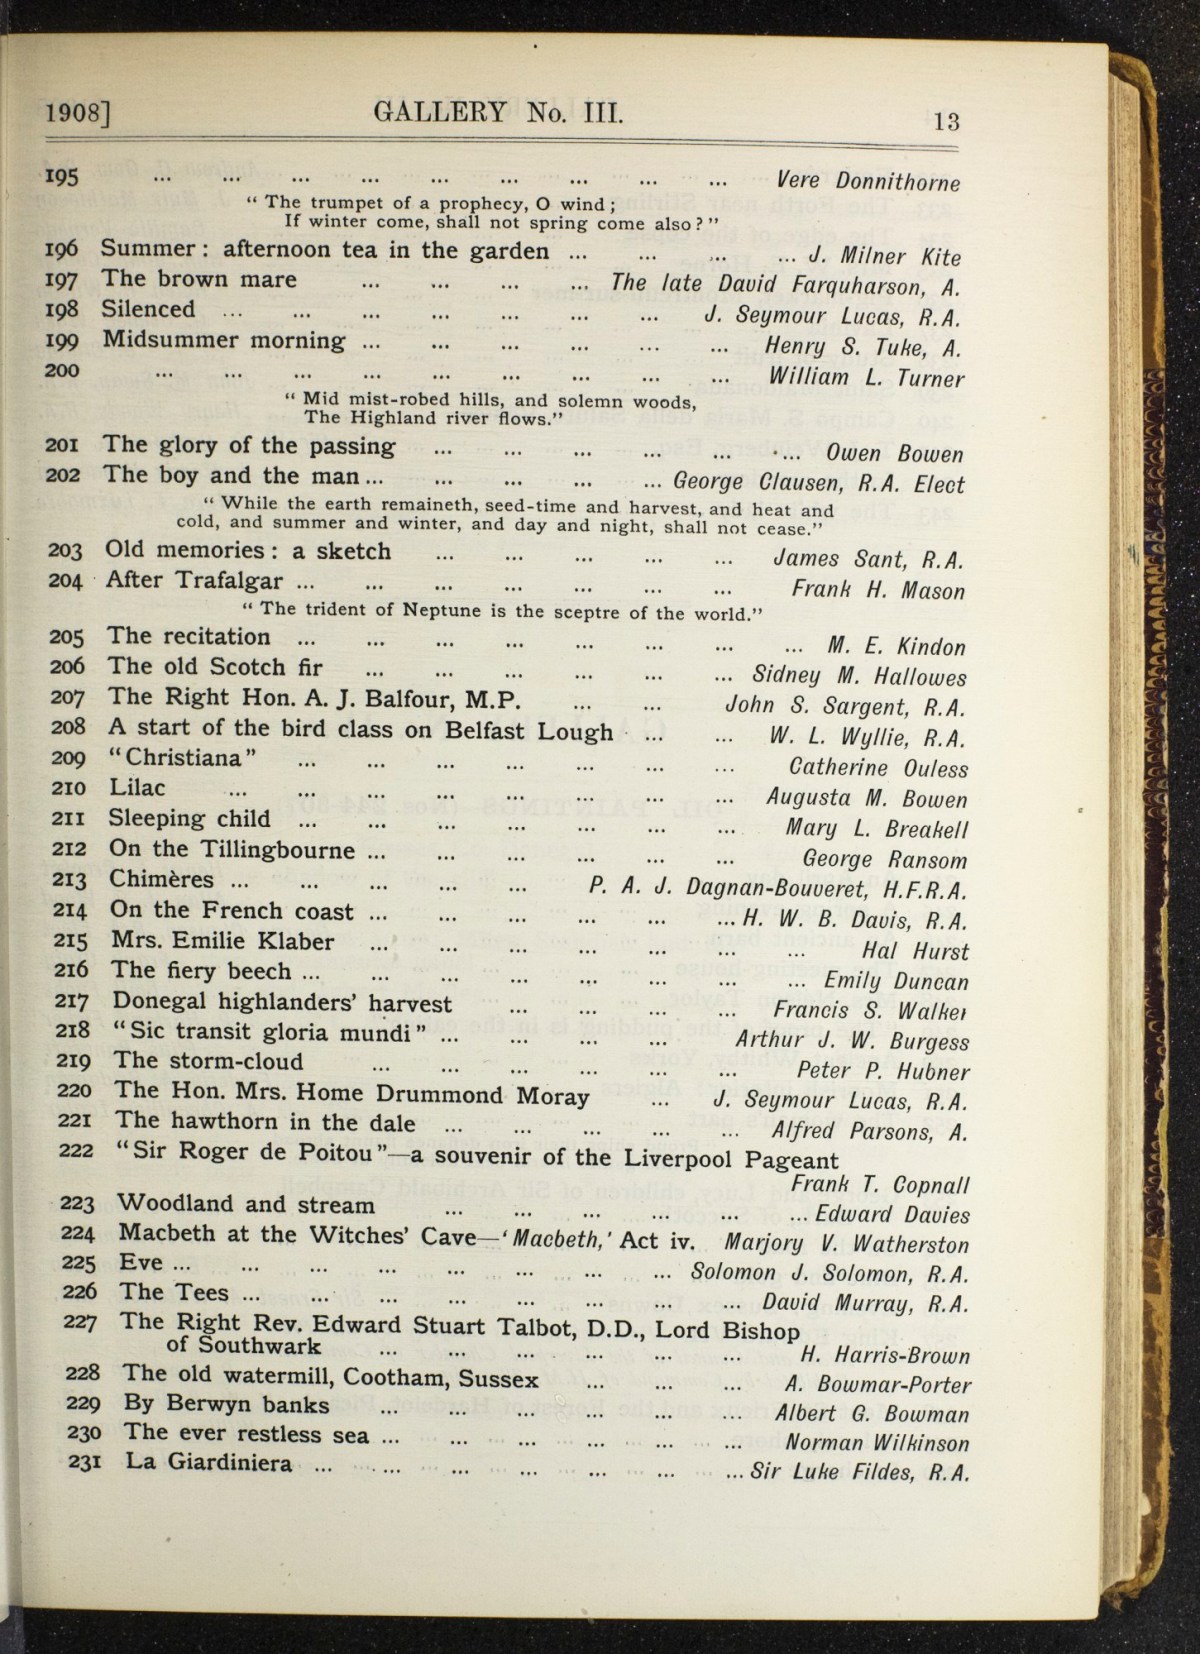 1908] GALLERY No. III. 13
195 ... ... ... ... ... ... ... ... ... Vere Donnithorne
“ The trumpet of a prophecy, O wind ;
If winter come, shall not spring come also ? ”
196 Summer : afternoon tea in the garden ... ... ... ... J. Milner Kite
197 The brown mare ... ... ... ... The late David Farquharson, A.
198 Silenced ... ... ... ... ... ... ... J. Seymour Lucas, R.A.
199 Midsummer morning ... ... ... ... ... ... Henry S. Tuke, A.
200 ... ... ... ... ... ... ... ... ... William L. Turner
“ Mid mist-robed hills, and solemn woods,
The Highland river flows.”
201 The glory of the passing ... ... ... ... ... ... Owen Bowen
202 The boy and the man ... ... ... ... ... George Clausen, R.A. Elect
“ While the earth remaineth, seed-time and harvest, and heat and
cold, and summer and winter, and day and night, shall not cease.”
203 Old memories : a sketch ... ... ... ... ... James Sant, R.A.
204 After Trafalgar ... ... ... ... ... ... ... Frank H. Mason
“ The trident of Neptune is the sceptre of the world.”
205 The recitation ... ... ... ... ... ... ... ... M. E. Kindon
206 The old Scotch fir ... ... ... ... ... ... Sidney M. Hallowes
207 The Right Hon. A. J. Balfour, M.P. ... ... John S. Sargent, R.A.
208 A start of the bird class on Belfast Lough ... ... W. L. Wyllie, R.A.
209 “ Christiana ” ... ... ... ... ... ... ... Catherine Ouless
210 Lilac ... ... ... ... ... ... ... ... Augusta M. Bowen
211 Sleeping child ... ... ... ... ... ... ... Mary L. Breakell
212 On the Tillingbourne ... ... ... ... ... ... George Ransom
213 Chimères ... ... ... ... ... P. A. J. Dagnan-Bouveret, H.F.R.A.
214 On the French coast ... ... ... ... ... ... H. W. B. Davis, R.A.
215 Mrs. Emilie Klaber ... ... ... ... ... ... ... Hal Hurst
216 The fiery beech ... ... ... ... ... ... ... ... Emily Duncan
217 Donegal highlanders’ harvest ... ... ... ... Francis S. Walker
218 “ Sic transit gloria mundi ” ... ... ... ... Arthur J. W. Burgess
219 The storm-cloud ... ... ... ... ... ... Peter P. Hubner
220 The Hon. Mrs. Home Drummond Moray ... J. Seymour Lucas, R.A.
221 The hawthorn in the dale ... ... ... ... ... Alfred Parsons, A.
222 “ Sir Roger de Poitou ”—a souvenir of the Liverpool Pageant
Frank T. Copnall
223 Woodland and stream ... ... ... ... ... ... Edward Davies
224 Macbeth at the Witches’ Cave—‘ Macbeth,’ Act iv. Marjory V. Watherston
225 Eve ... ... ... ... ... ... ... ... Solomon J. Solomon, R.A.
226 The Tees ... ... ... ... ... ... ... ... David Murray, R.A.
227 The Right Rev. Edward Stuart Talbot, D.D., Lord Bishop
of Southwark ... ... ... ... ... ... H. Harris-Brown
228 The old watermill, Cootham, Sussex ... ... ... A. Bowmar-Porter
229 By Berwyn banks ... ... ... ... ... ... Albert G. Bowman
230 The ever restless sea ... ... ... ... ... ... Norman Wilkinson
231 La Giardiniera ... ... ... ... ... ... ... Sir Luke Fildes, R.A.